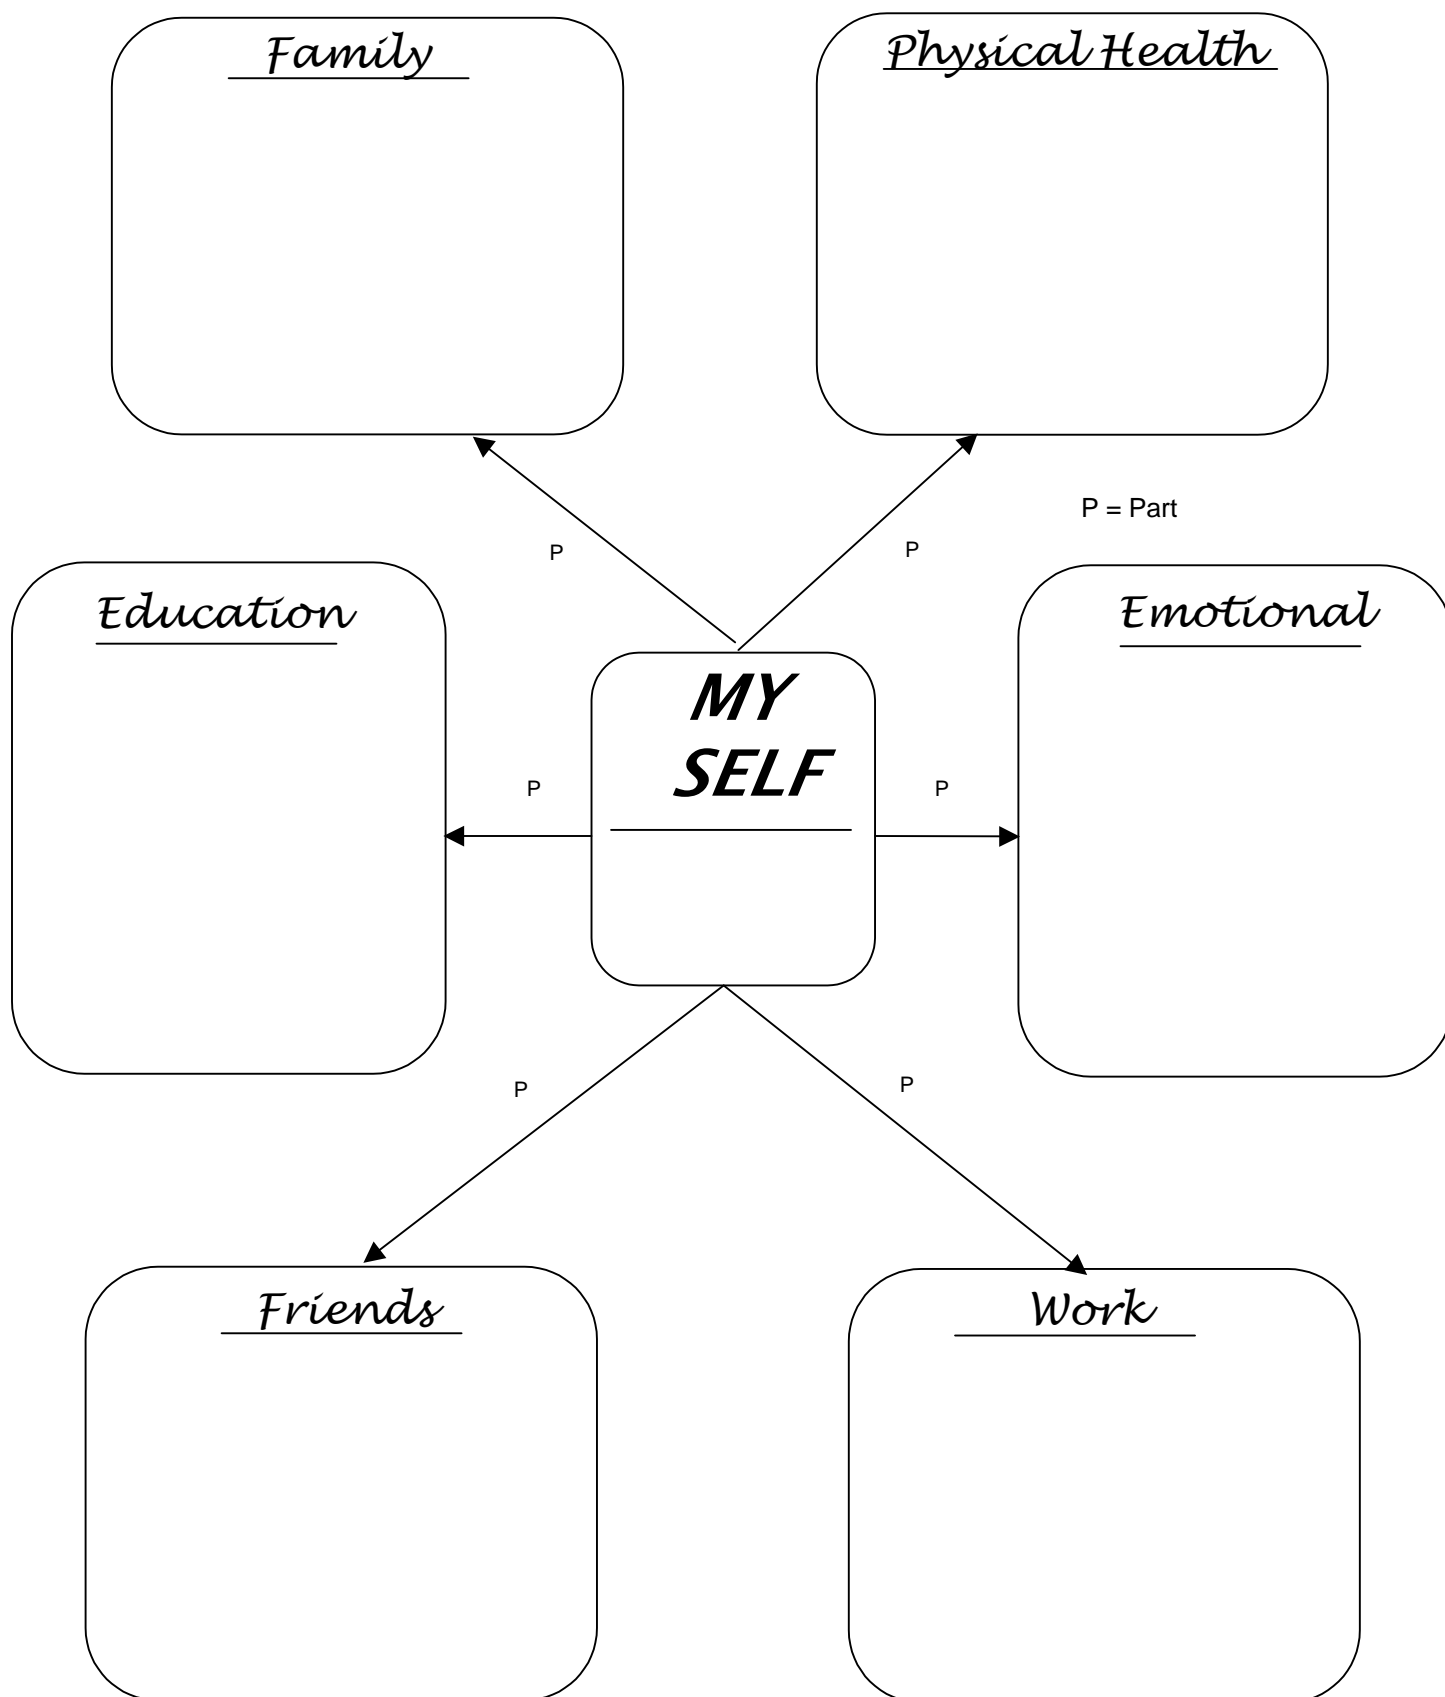 Family
Physical Health
P = Part
P
P
Education
Emotional
MY
SELF
P
P
P
P
Friends
Work